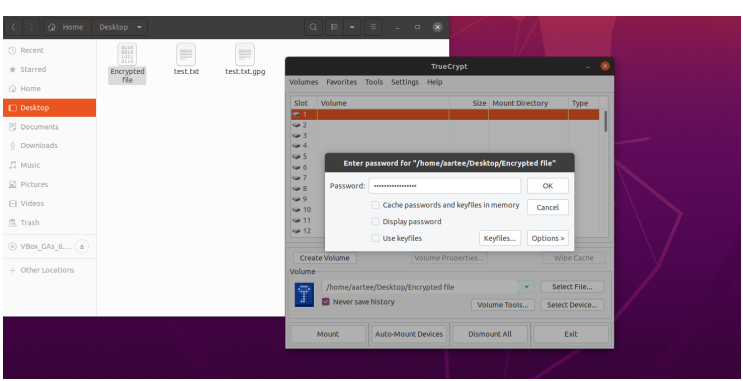 Home Desktop
Recent
Starred
Home
Desktop
Documents
Downloads
Music
Pictures
Videos
Trash
VBox_GAs_6....
Other Locations
Encrypted
file
test.txt
test.txt.gpg
TrueCrypt
Volumes Favorites Tools Settings Help
Slot Volume Size Mount Directory Type
1
2
3
4
5
6
7
8
9
10
11
12
Enter password for "/home/aartee/Desktop/Encrypted file"
Password: OK
Cache passwords and keyfiles in memory Cancel
Display password
Use keyfiles Keyfiles... Options >
Create Volume Volume Properties... Wipe Cache
Volume
/home/aartee/Desktop/Encrypted file Select File...
Never save history Volume Tools... Select Device...
Mount Auto-Mount Devices Dismount All Exit